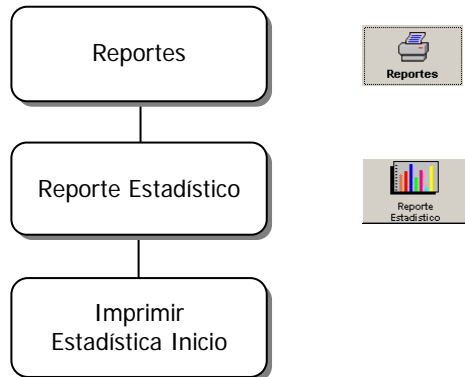 Reportes
Reportes
Reporte Estadístico
Reporte
Estadistico
Imprimir
Estadística Inicio